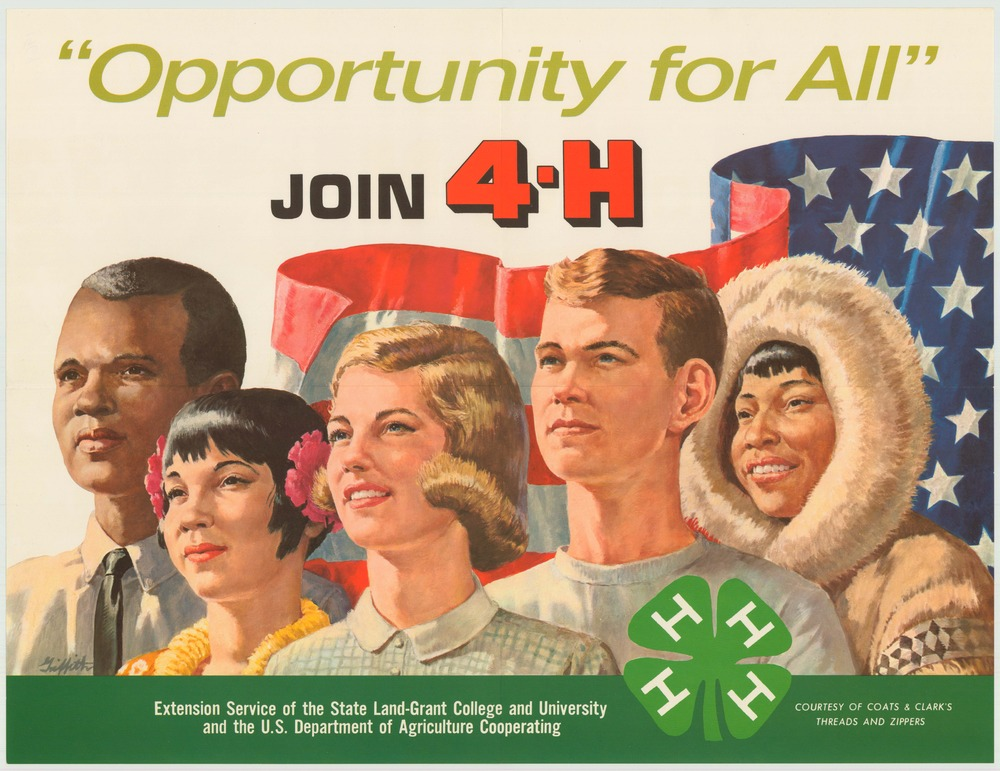 “Opportunity for All”
JOIN 4-H
Griffith
H H
H H
Extension Service of the State Land-Grant College and University
and the U.S. Department of Agriculture Cooperating
COURTESY OF COATS & CLARK'S
THREADS AND ZIPPERS